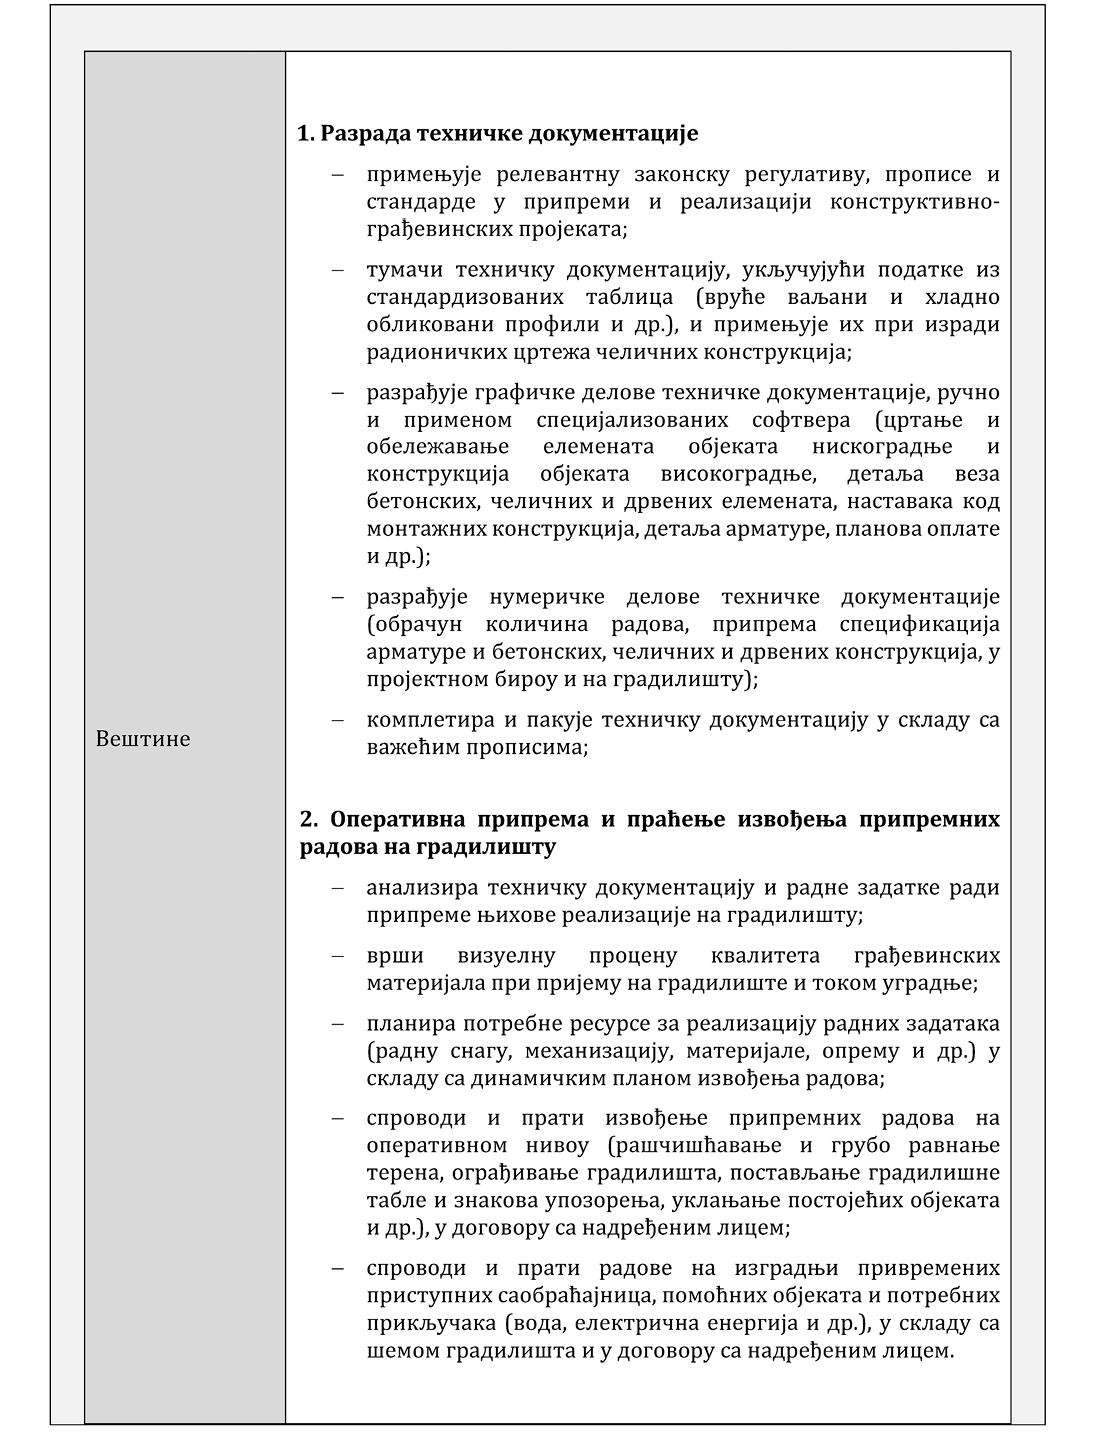 Вештине
1. Разрада техничке документације
– примењује релевантну законску регулативу, прописе и
стандарде у припреми и реализацији конструктивно-
грађевинских пројеката;
– тумачи техничку документацију, укључујући податке из
стандардизованих таблица (вруће ваљани и хладно
обликовани профили и др.), и примењује их при изради
радионичких цртежа челичних конструкција;
– разрађује графичке делове техничке документације, ручно
и применом специјализованих софтвера (цртање и
обележавање елемената објеката нискоградње и
конструкција објеката високоградње, детаља веза
бетонских, челичних и дрвених елемената, наставака код
монтажних конструкција, детаља арматуре, планова оплате
и др.);
– разрађује нумеричке делове техничке документације
(обрачун количина радова, припрема спецификација
арматуре и бетонских, челичних и дрвених конструкција, у
пројектном бироу и на градилишту);
– комплетира и пакује техничку документацију у складу са
важећим прописима;
2. Оперативна припрема и праћење извођења припремних
радова на градилишту
– анализира техничку документацију и радне задатке ради
припреме њихове реализације на градилишту;
– врши визуелну процену квалитета грађевинских
материјала при пријему на градилиште и током уградње;
– планира потребне ресурсе за реализацију радних задатака
(радну снагу, механизацију, материјале, опрему и др.) у
складу са динамичким планом извођења радова;
– спроводи и прати извођење припремних радова на
оперативном нивоу (рашчишћавање и грубо равнање
терена, ограђивање градилишта, постављање градилишне
табле и знакова упозорења, уклањање постојећих објеката
и др.), у договору са надређеним лицем;
– спроводи и прати радове на изградњи привремених
приступних саобраћајница, помоћних објеката и потребних
прикључака (вода, електрична енергија и др.), у складу са
шемом градилишта и у договору са надређеним лицем.